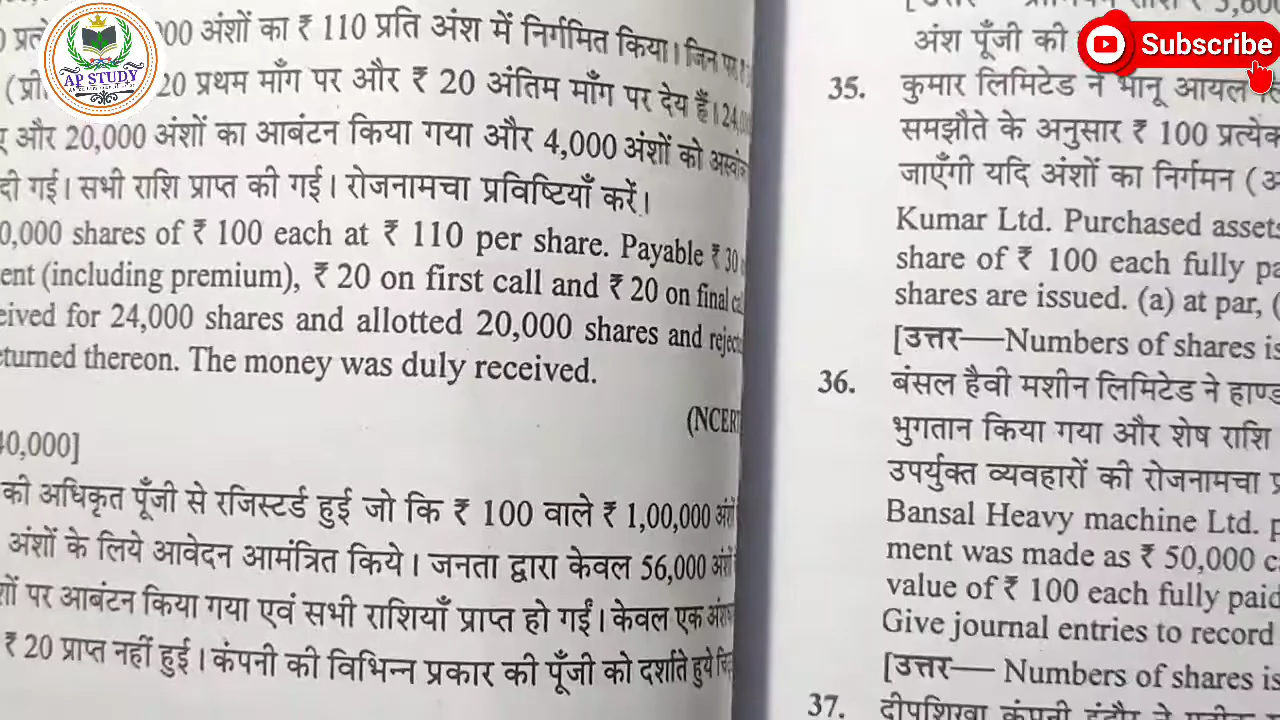 AP STUDY
Subscribe
अंशों का ₹ 110 प्रति अंश में निर्गमित किया। जिन पर
20 प्रथम माँग पर और ₹ 20 अंतिम माँग पर देय हैं।
और 20,000 अंशों का आबंटन किया गया और 4,000 अंशों को
दी गई। सभी राशि प्राप्त की गई। रोजनामचा प्रविष्टियाँ करें।
0,000 shares of ₹ 100 each at ₹ 110 per share. Payable ₹ 30
ent (including premium), ₹ 20 on first call and ₹ 20 on final
eived for 24,000 shares and allotted 20,000 shares and
eturned thereon. The money was duly received.
(NCERT
40,000]
की अधिकृत पूँजी से रजिस्टर्ड हुई जो कि ₹ 100 वाले ₹ 1,00,000
अंशों के लिये आवेदन आमंत्रित किये। जनता द्वारा केवल 56,000
पर आबंटन किया गया एवं सभी राशियाँ प्राप्त हो गईं। केवल एक
₹ 20 प्राप्त नहीं हुई। कंपनी की विभिन्न प्रकार की पूँजी को दर्शाते हुये
अंश पूँजी की
35. कुमार लिमिटेड ने भानू आयल
समझौते के अनुसार ₹ 100 प्रत्येक
जाएँगी यदि अंशों का निर्गमन
Kumar Ltd. Purchased assets
share of ₹ 100 each fully
shares are issued. (a) at par, (
[उत्तर—Numbers of shares is
36. बंसल हैवी मशीन लिमिटेड ने
भुगतान किया गया और शेष राशि
उपर्युक्त व्यवहारों की रोजनामचा
Bansal Heavy machine Ltd.
ment was made as ₹ 50,000
value of ₹ 100 each fully paid
Give journal entries to record
[उत्तर— Numbers of shares is
37.